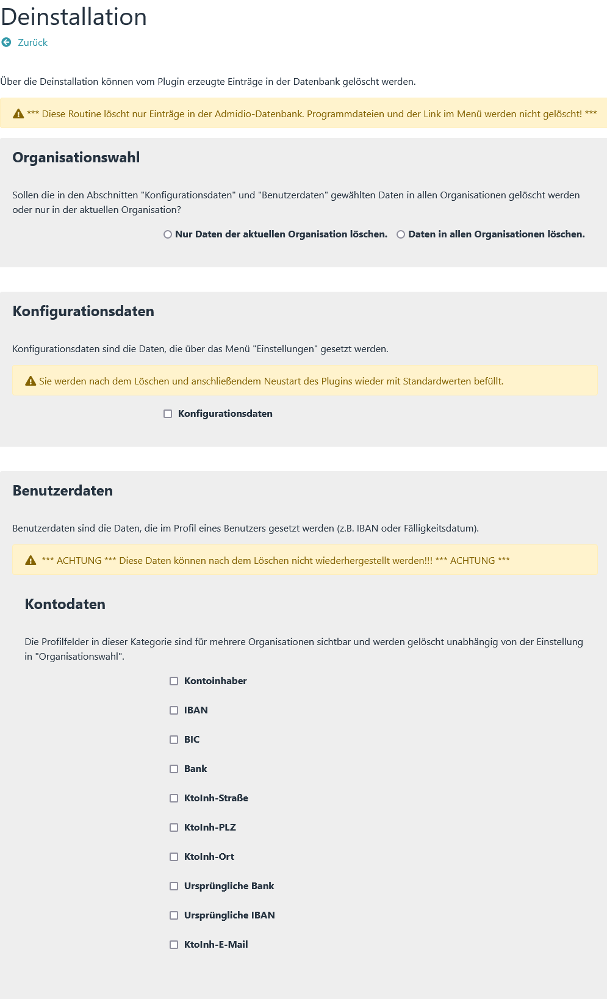 Deinstallation
Zurück
Über die Deinstallation können vom Plugin erzeugte Einträge in der Datenbank gelöscht werden.
*** Diese Routine löscht nur Einträge in der Admidio-Datenbank. Programmdateien und der Link im Menü werden nicht gelöscht! ***
Organisationswahl
Sollen die in den Abschnitten "Konfigurationsdaten" und "Benutzerdaten" gewählten Daten in allen Organisationen gelöscht werden
oder nur in der aktuellen Organisation?
Nur Daten der aktuellen Organisation löschen. Daten in allen Organisationen löschen.
Konfigurationsdaten
Konfigurationsdaten sind die Daten, die über das Menü "Einstellungen" gesetzt werden.
Sie werden nach dem Löschen und anschließendem Neustart des Plugins wieder mit Standardwerten befüllt.
Konfigurationsdaten
Benutzerdaten
Benutzerdaten sind die Daten, die im Profil eines Benutzers gesetzt werden (z.B. IBAN oder Fälligkeitsdatum).
*** ACHTUNG *** Diese Daten können nach dem Löschen nicht wiederhergestellt werden!!! *** ACHTUNG ***
Kontodaten
Die Profilfelder in dieser Kategorie sind für mehrere Organisationen sichtbar und werden gelöscht unabhängig von der Einstellung
in "Organisationswahl".
Kontoinhaber
IBAN
BIC
Bank
KtoInh-Straße
KtoInh-PLZ
KtoInh-Ort
Ursprüngliche Bank
Ursprüngliche IBAN
KtoInh-E-Mail